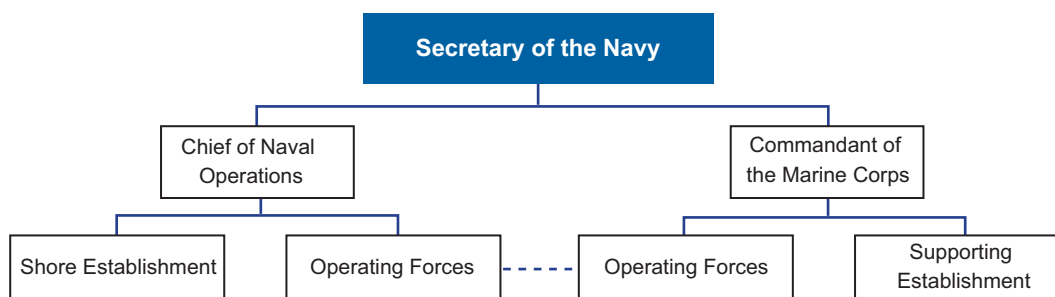 Secretary of the Navy
Chief of Naval
Operations
Commandant of
the Marine Corps
Shore Establishment
Operating Forces
Operating Forces
Supporting
Establishment